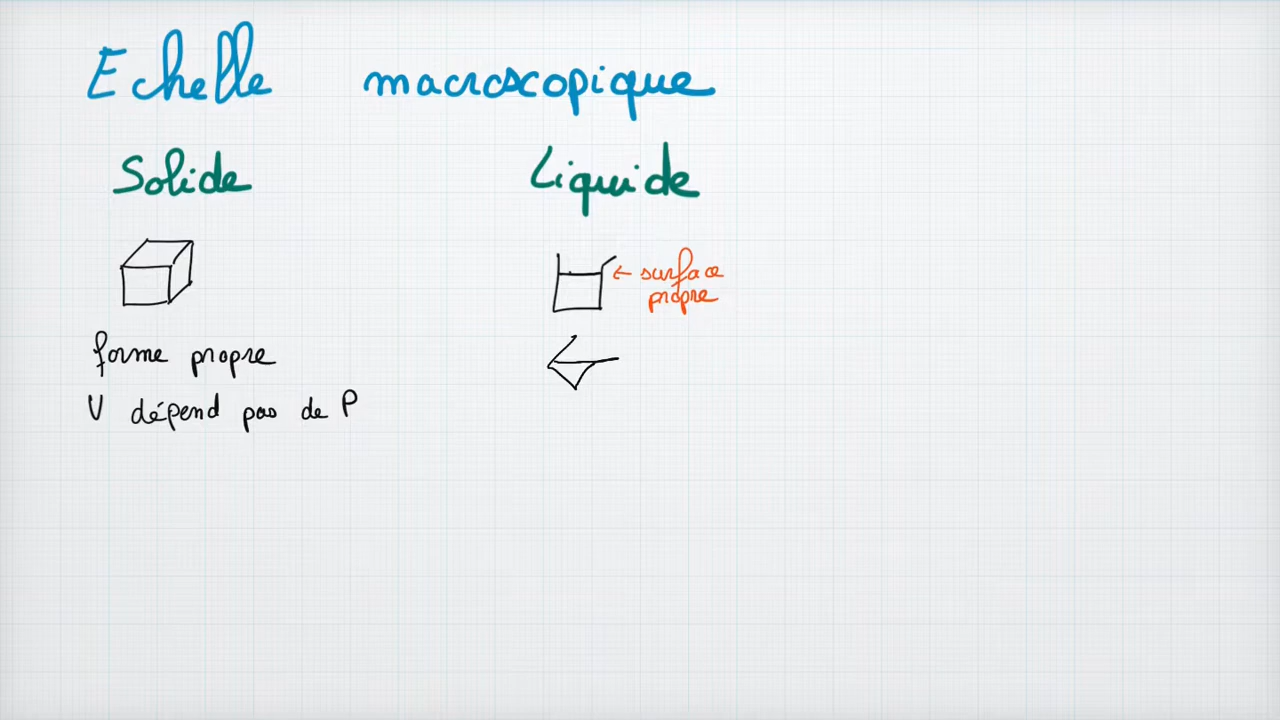 Echelle macroscopique
Solide
Liquide
← surface
propre
forme propre
V dépend pas de P